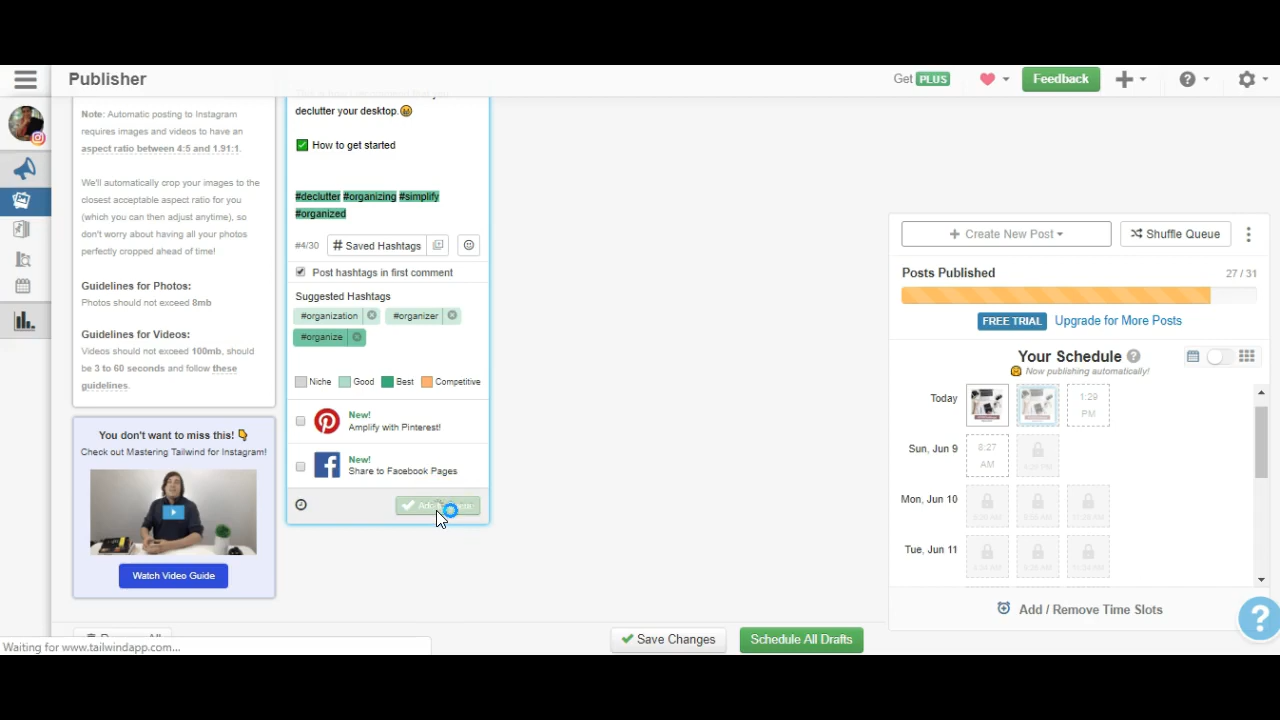 Publisher
Get PLUS
Feedback
Note: Automatic posting to Instagram
requires images and videos to have an
aspect ratio between 4:5 and 1.91:1.
We'll automatically crop your images to the
closest acceptable aspect ratio for you
(which you can then adjust anytime), so
don't worry about having all your photos
perfectly cropped ahead of time!
Guidelines for Photos:
Photos should not exceed 8mb
Guidelines for Videos:
Videos should not exceed 100mb, should
be 3 to 60 seconds and follow these
guidelines.
You don't want to miss this!
Check out Mastering Tailwind for Instagram!
Watch Video Guide
declutter your desktop.
How to get started
#declutter #organizing #simplify
#organized
#4/30
# Saved Hashtags
Post hashtags in first comment
Suggested Hashtags
#organization
#organizer
#organize
Niche
Good
Best
Competitive
New!
Amplify with Pinterest!
New!
Share to Facebook Pages
Create New Post
Shuffle Queue
Posts Published
27 / 31
FREE TRIAL
Upgrade for More Posts
Your Schedule
Now publishing automatically!
Today
1:29
PM
Sun, Jun 9
8:27
AM
Mon, Jun 10
Tue, Jun 11
Add / Remove Time Slots
Save Changes
Schedule All Drafts
Waiting for www.tailwindapp.com...